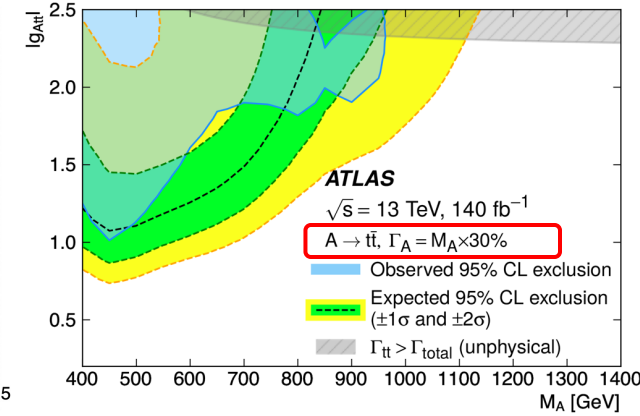 |g_Att|
2.5
2.0
1.5
1.0
0.5
ATLAS
√s = 13 TeV, 140 fb⁻¹
A → tt̄, Γ_A = M_A×30%
Observed 95% CL exclusion
Expected 95% CL exclusion
(±1σ and ±2σ)
Γ_tt > Γ_total (unphysical)
400 500 600 700 800 900 1000 1100 1200 1300 1400
M_A [GeV]
5